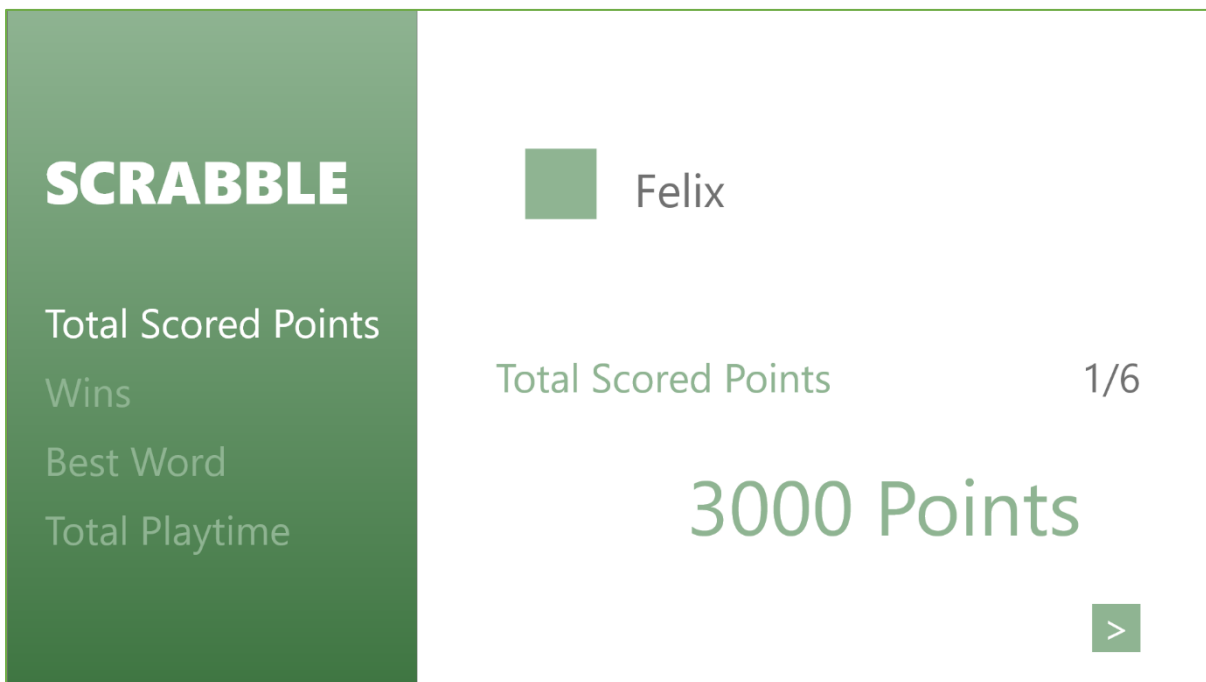 SCRABBLE
Total Scored Points
Wins
Best Word
Total Playtime
Felix
Total Scored Points 1/6
3000 Points
>